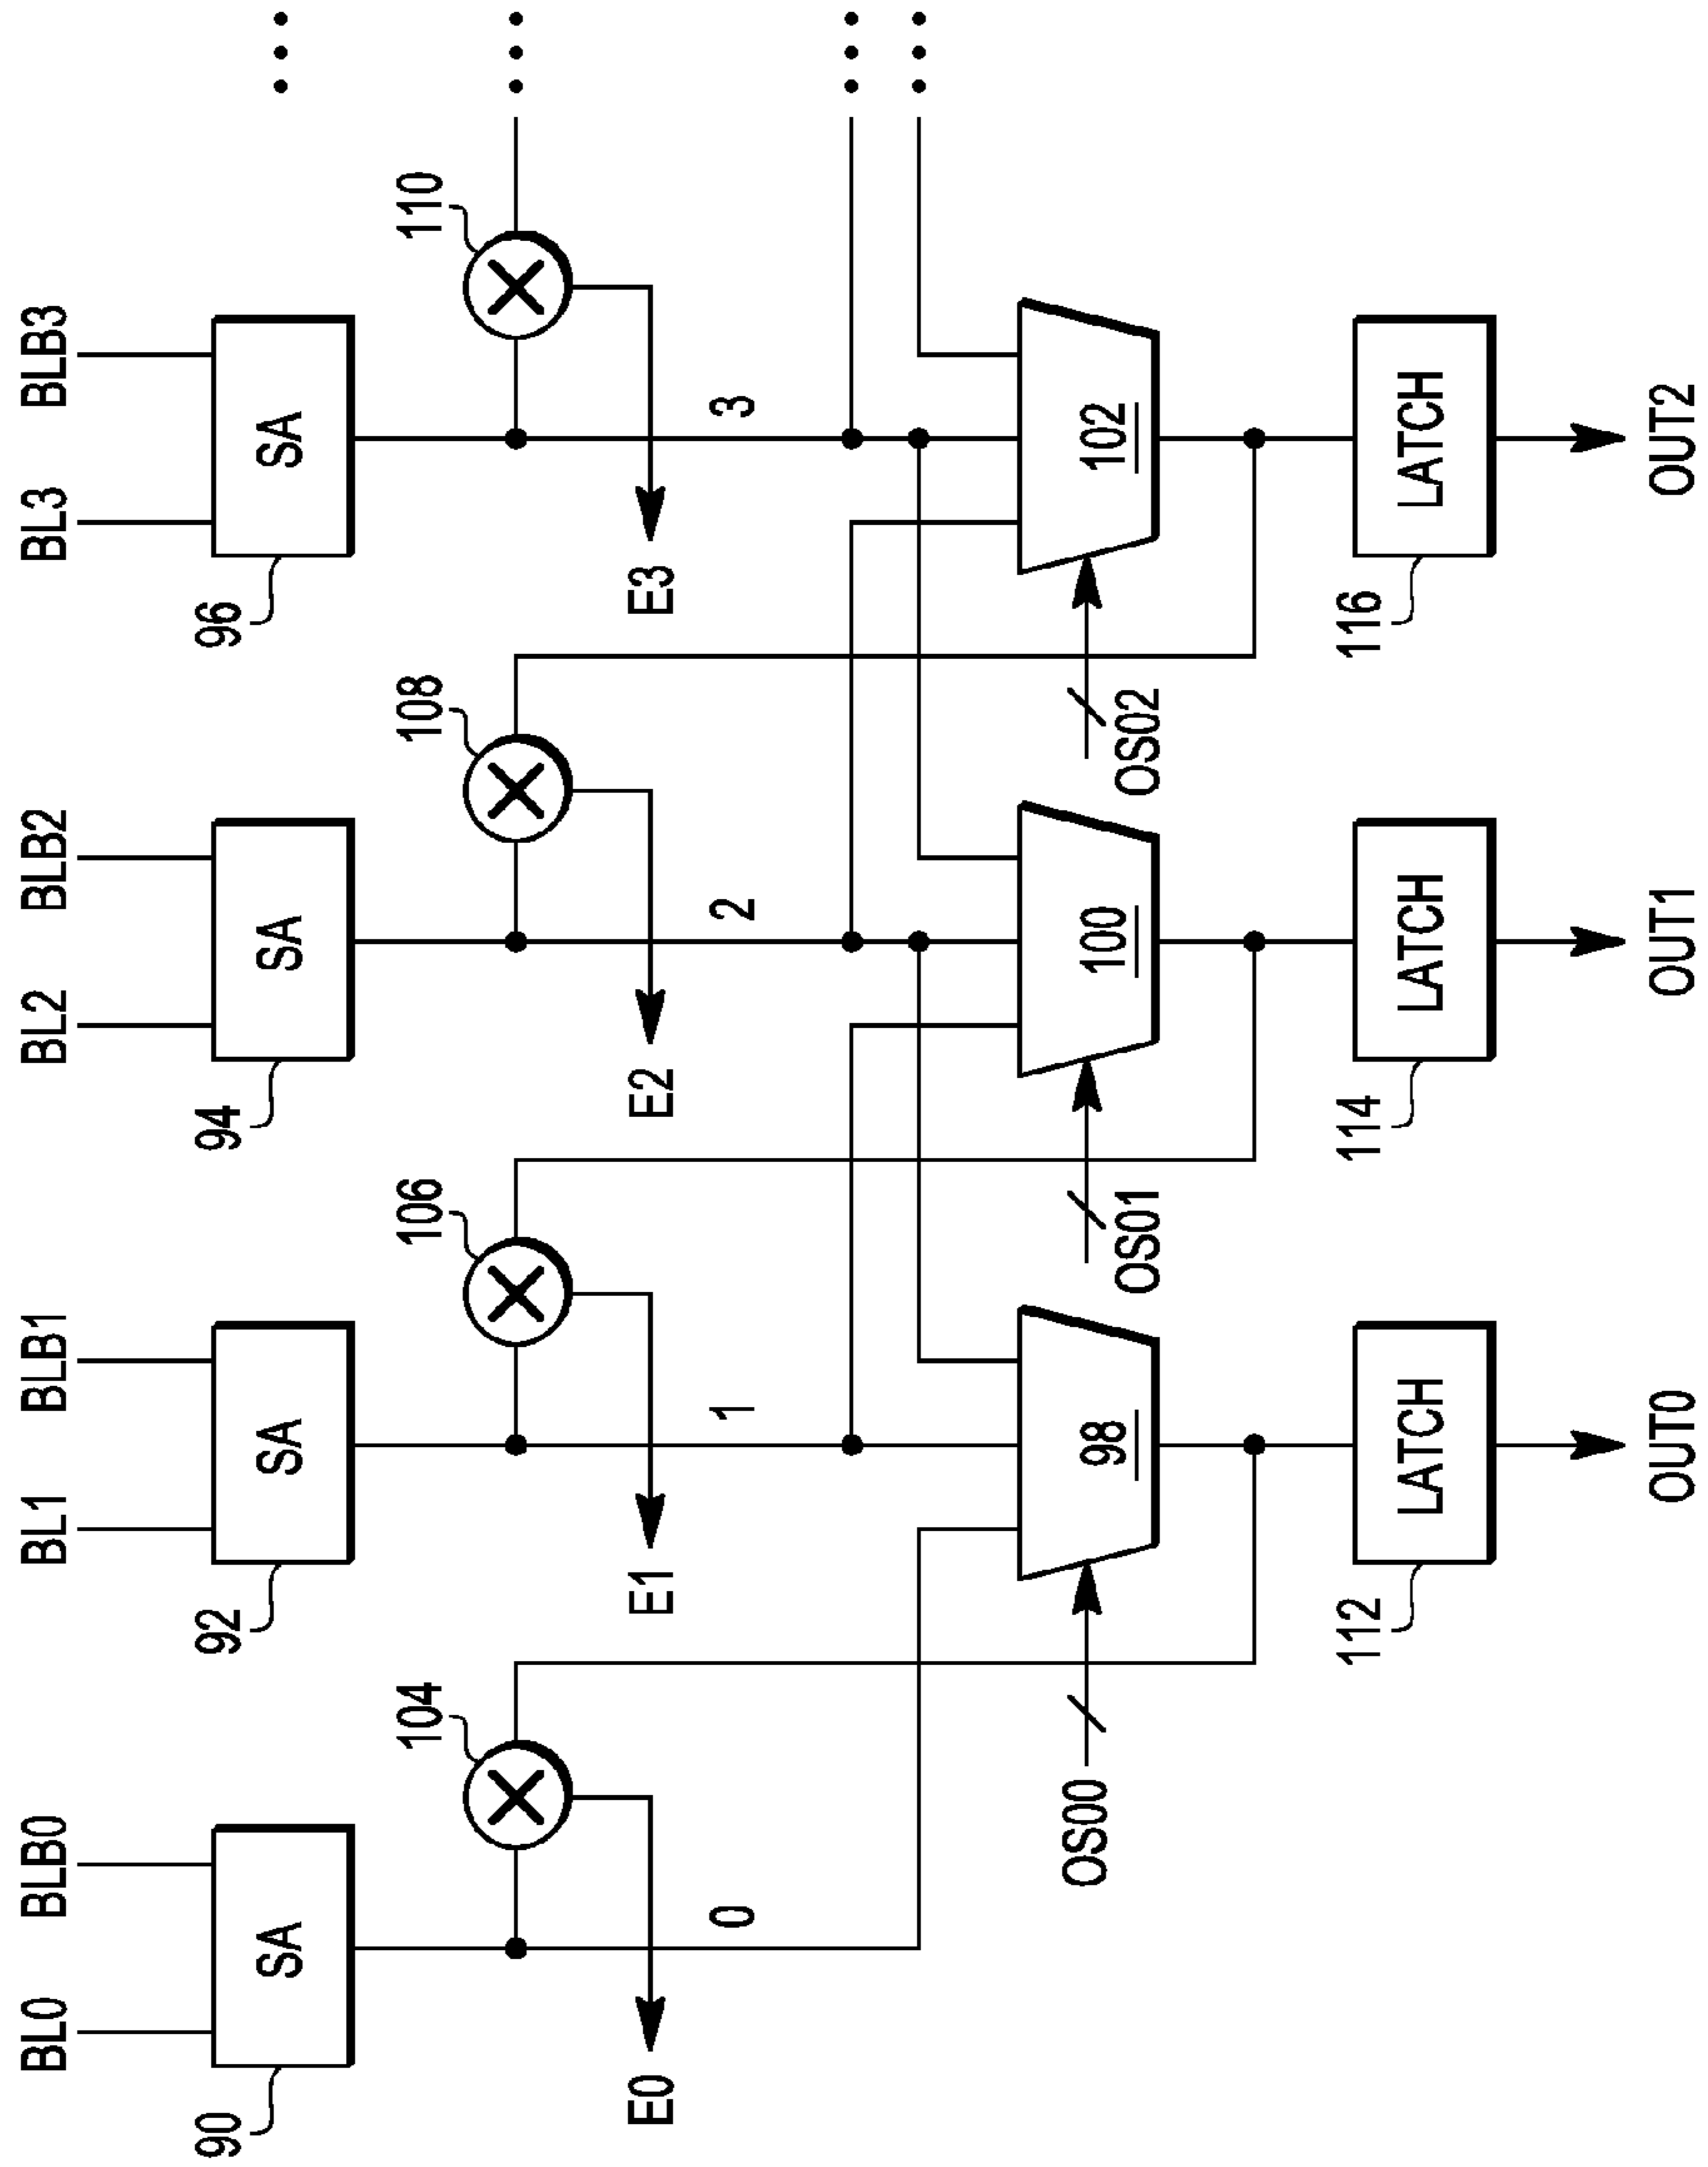 BL0 BLB0 BL1 BLB1 BL2 BLB2 BL3 BLB3
90 92 94 96
SA SA SA SA
104 106 108 110
E0 E1 E2 E3
0 1 2 3
OS00 98 100 102
OS01 OS02
112 114 116
LATCH LATCH LATCH
OUT0 OUT1 OUT2